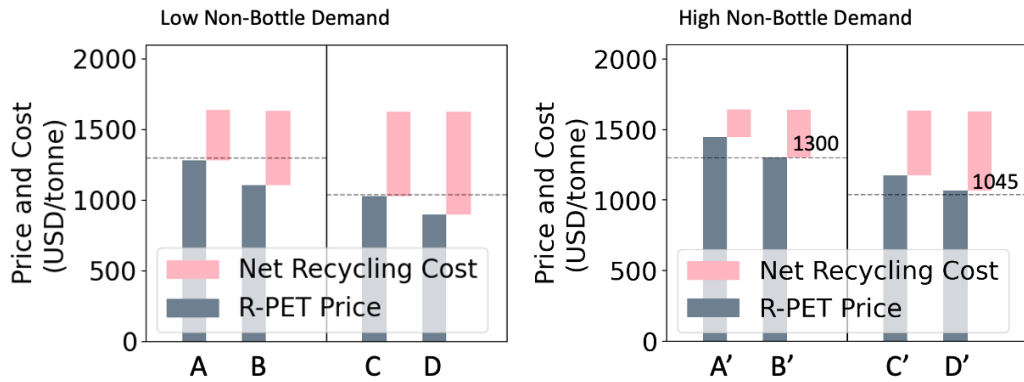 Low Non-Bottle Demand
Price and Cost
(USD/tonne)
2000
1500
1000
500
0
Net Recycling Cost
R-PET Price
A
B
C
D
High Non-Bottle Demand
Price and Cost
(USD/tonne)
2000
1500
1000
500
0
1300
1045
Net Recycling Cost
R-PET Price
A’
B’
C’
D’